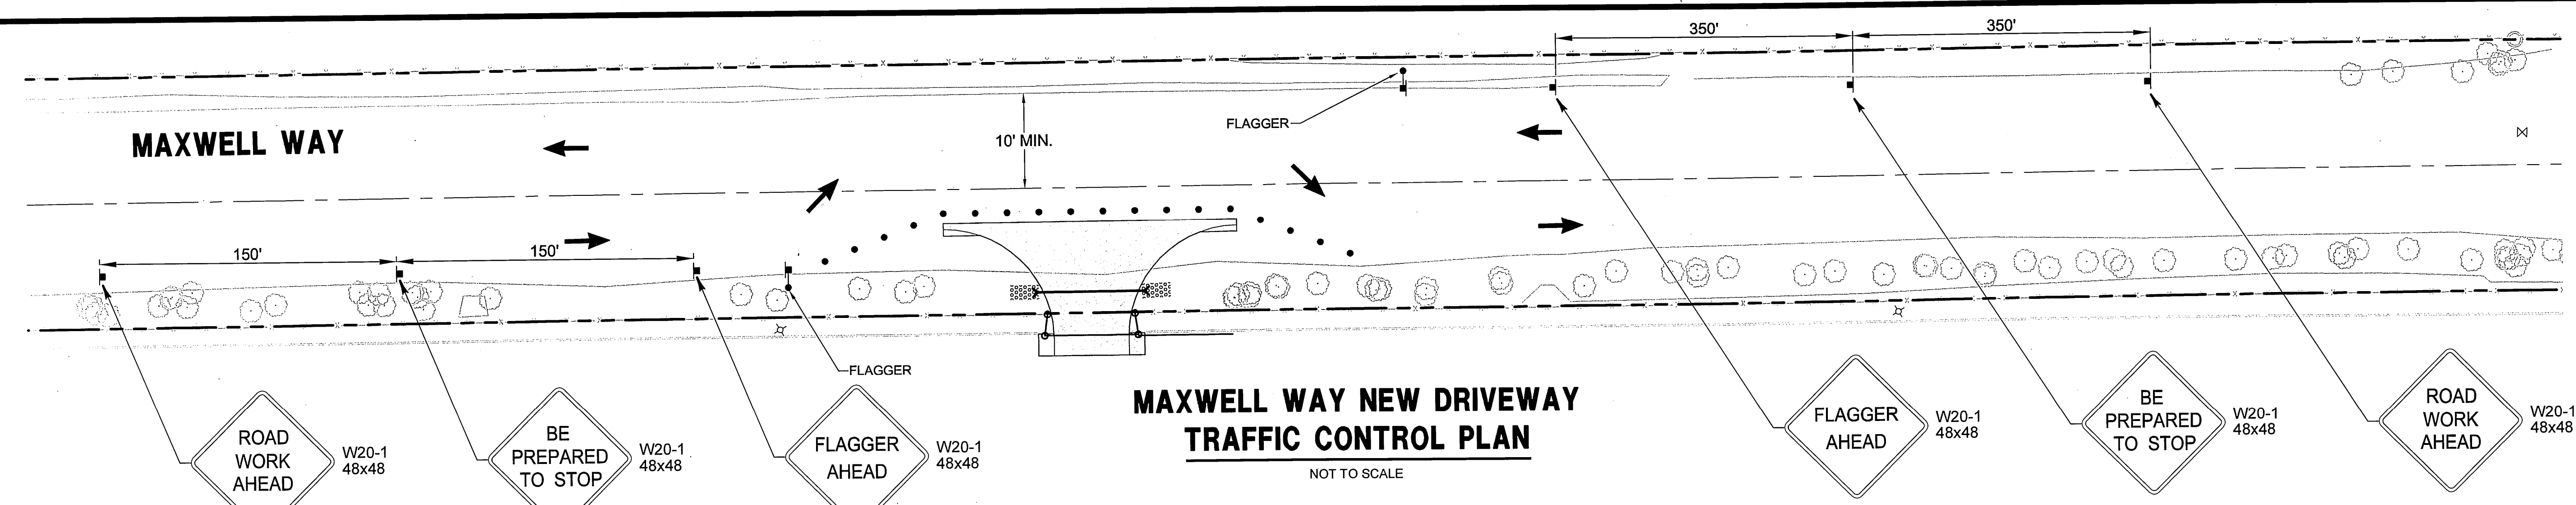 350'
350'
FLAGGER
MAXWELL WAY
10' MIN.
150'
150'
FLAGGER
MAXWELL WAY NEW DRIVEWAY
TRAFFIC CONTROL PLAN
NOT TO SCALE
ROAD
WORK
AHEAD
W20-1
48x48
BE
PREPARED
TO STOP
W20-1
48x48
FLAGGER
AHEAD
W20-1
48x48
FLAGGER
AHEAD
W20-1
48x48
BE
PREPARED
TO STOP
W20-1
48x48
ROAD
WORK
AHEAD
W20-1
48x48